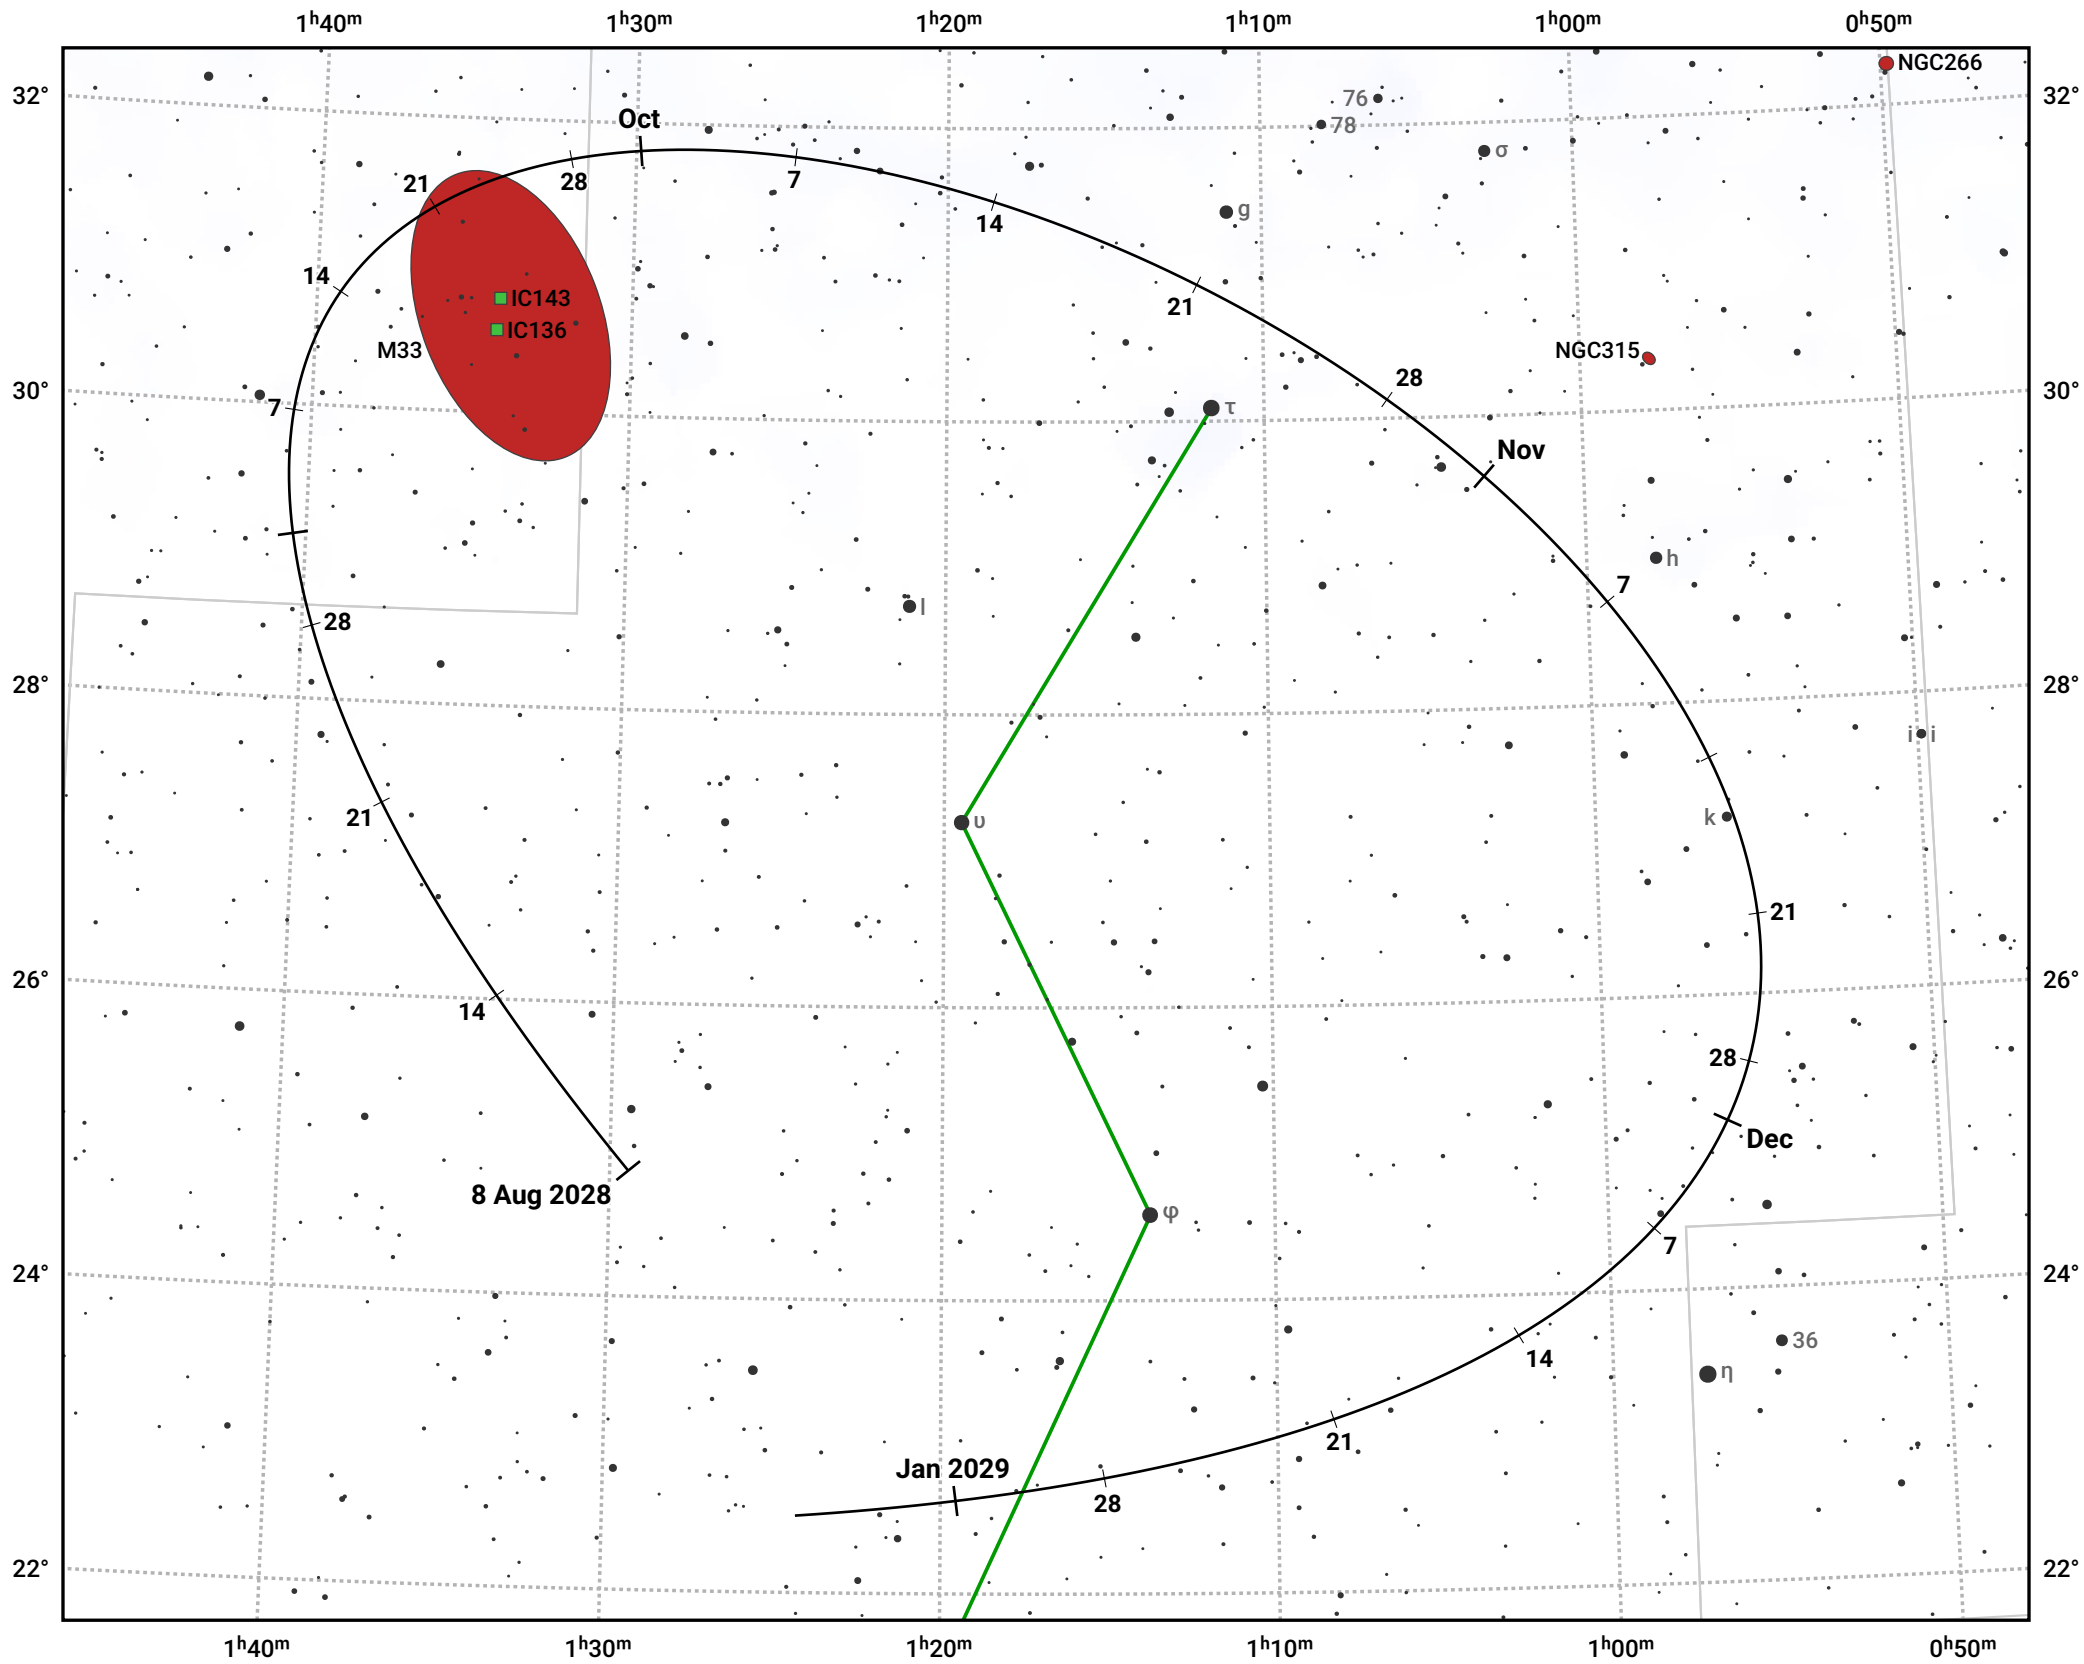 1ʰ40ᵐ 1ʰ30ᵐ 1ʰ20ᵐ 1ʰ10ᵐ 1ʰ00ᵐ 0ʰ50ᵐ
NGC266
32° 32°
76
78
Oct
σ
21 28 7
g
14
14
21
IC143
IC136
M33
NGC315
28
30° 30°
7 τ
Nov
h
7
l
28
28° 28°
i i
21 υ k
21
26° 26°
14
28
Dec
8 Aug 2028 φ
7
24° 24°
36
14
η
21
Jan 2029
28
22° 22°
1ʰ40ᵐ 1ʰ30ᵐ 1ʰ20ᵐ 1ʰ10ᵐ 1ʰ00ᵐ 0ʰ50ᵐ